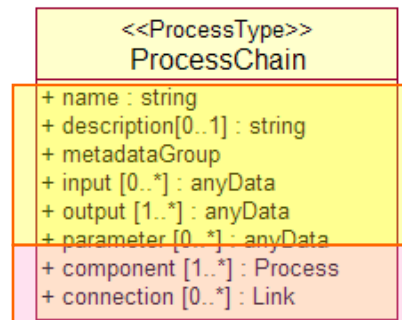 <<ProcessType>>
ProcessChain
+ name : string
+ description[0..1] : string
+ metadataGroup
+ input [0..*] : anyData
+ output [1..*] : anyData
+ parameter [0..*] : anyData
+ component [1..*] : Process
+ connection [0..*] : Link